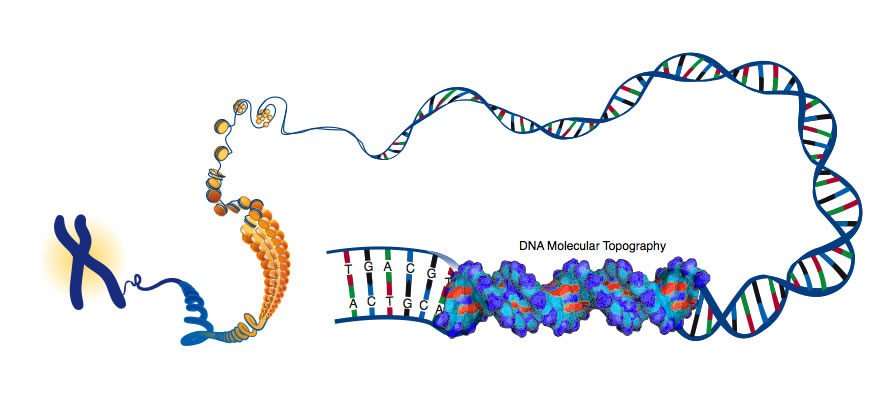 DNA Molecular Topography
T G A C G T
A C T G C A